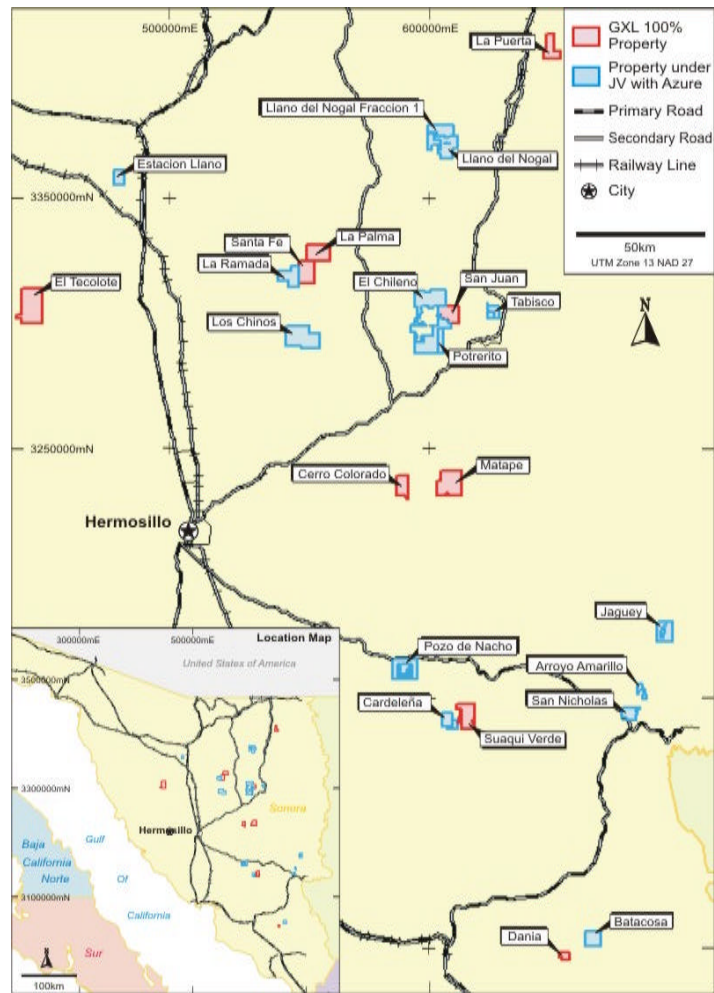 500000mE
600000mE
GXL 100%
Property
Property under
JV with Azure
Primary Road
Secondary Road
Railway Line
City
50km
UTM Zone 13 NAD 27
La Puerta
Llano del Nogal Fraccion 1
Llano del Nogal
Estacion Llano
3350000mN
Santa Fe
La Palma
La Ramada
El Tecolote
El Chileno
San Juan
Tabisco
Los Chinos
Potrerito
N
3250000mN
Cerro Colorado
Matape
Hermosillo
Jaguey
Pozo de Nacho
Arroyo Amarillo
Cardeleña
San Nicholas
Suaqui Verde
Dania
Batacosa
300000mE
500000mE
Location Map
United States of America
3500000mN
3300000mN
Sonora
Hermosillo
Baja
California
Norte
Gulf
Of
California
3100000mN
Sur
N
100km